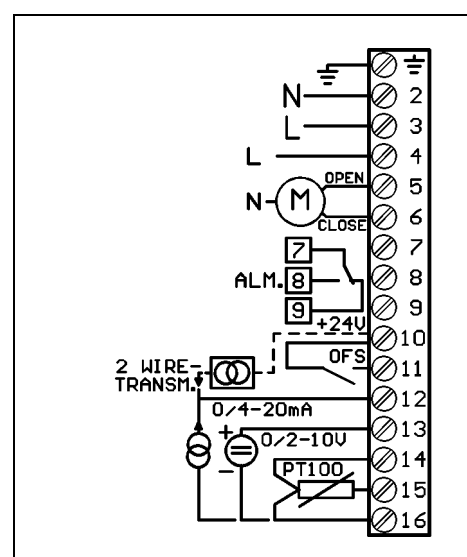 N 2
L 3
L 4
OPEN 5
N M
CLOSE 6
7 7
ALM. 8 8
9 9
+24V 10
OFS 11
2 WIRE-
TRANSM. 12
0/4-20mA
+ 13
0/2-10V
- 14
PT100 15
16